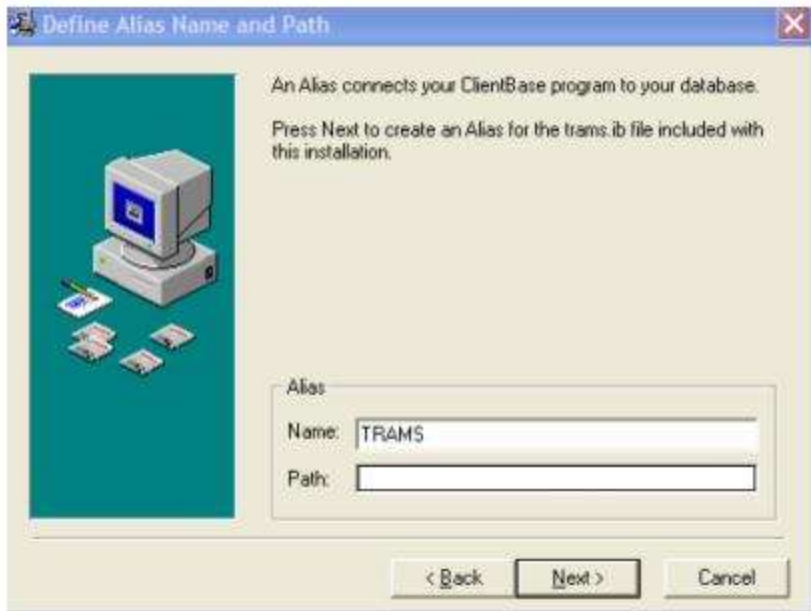 Define Alias Name and Path
An Alias connects your ClientBase program to your database.
Press Next to create an Alias for the trams.ib file included with
this installation.
Alias
Name: TRAMS
Path:
< Back Next > Cancel